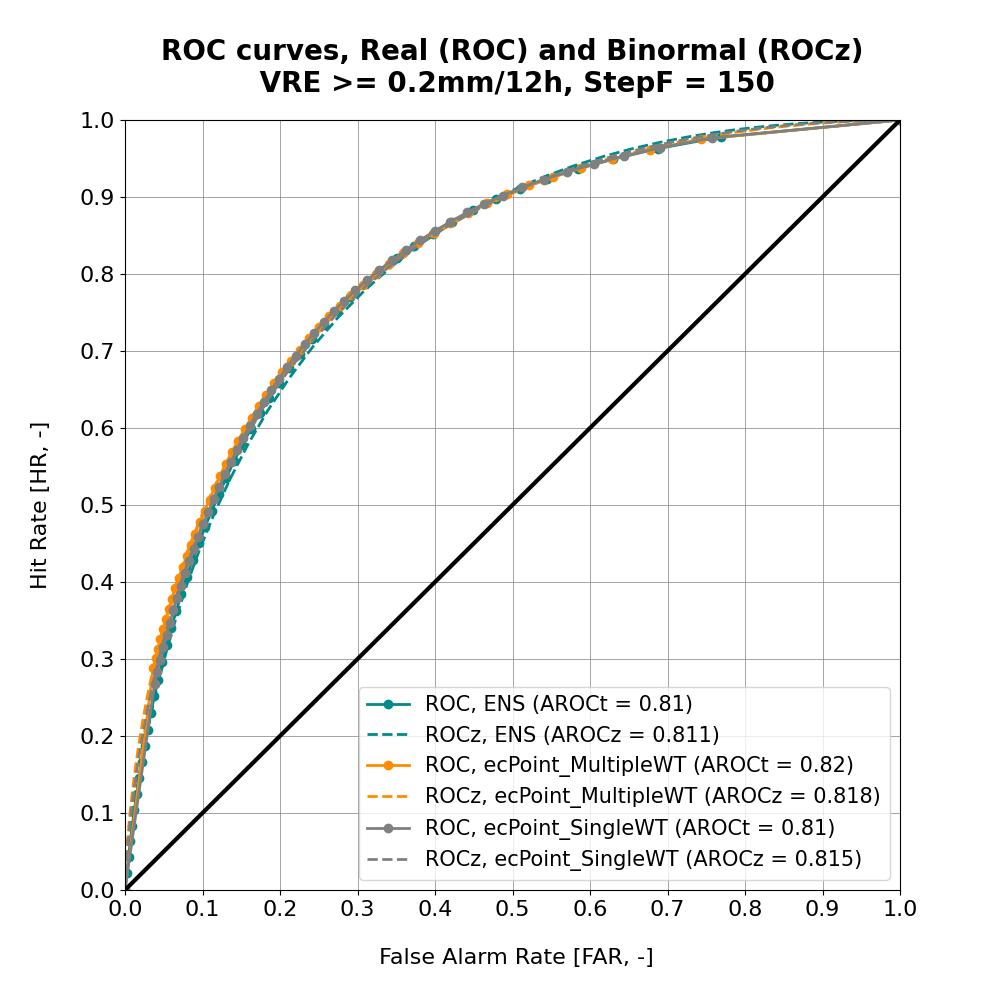 ROC curves, Real (ROC) and Binormal (ROCz)
VRE >= 0.2mm/12h, StepF = 150
1.0
0.9
0.8
0.7
0.6
0.5
0.4
0.3
0.2
0.1
0.0
Hit Rate [HR, -]
ROC, ENS (AROCt = 0.81)
ROCz, ENS (AROCz = 0.811)
ROC, ecPoint_MultipleWT (AROCt = 0.82)
ROCz, ecPoint_MultipleWT (AROCz = 0.818)
ROC, ecPoint_SingleWT (AROCt = 0.81)
ROCz, ecPoint_SingleWT (AROCz = 0.815)
0.0 0.1 0.2 0.3 0.4 0.5 0.6 0.7 0.8 0.9 1.0
False Alarm Rate [FAR, -]